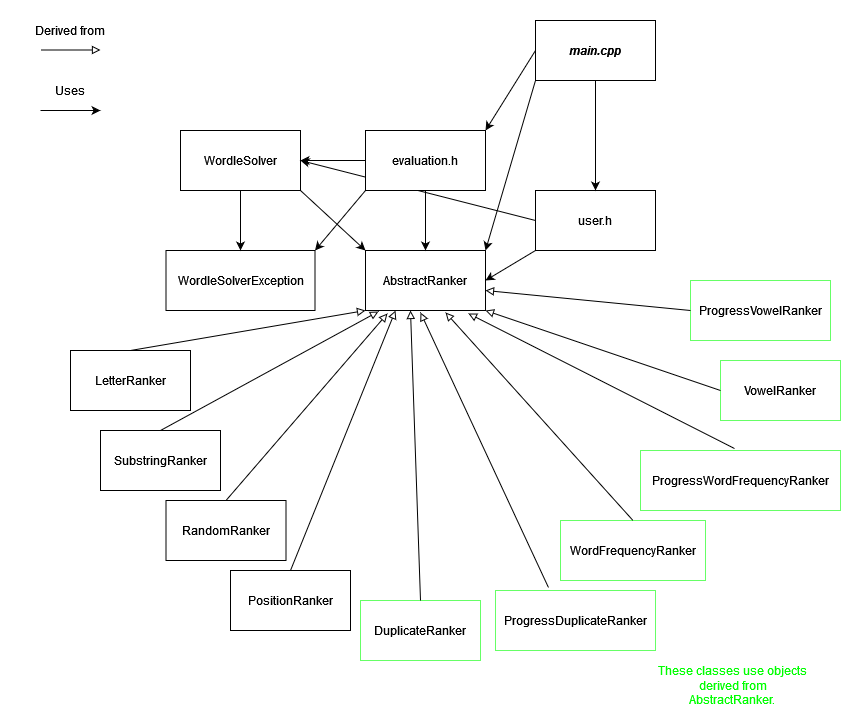 Derived from
main.cpp
Uses
WordleSolver
evaluation.h
user.h
WordleSolverException
AbstractRanker
ProgressVowelRanker
LetterRanker
VowelRanker
SubstringRanker
ProgressWordFrequencyRanker
RandomRanker
WordFrequencyRanker
PositionRanker
DuplicateRanker
ProgressDuplicateRanker
These classes use objects
derived from
AbstractRanker.